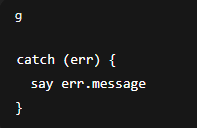 g
catch (err) {
  say err.message
}